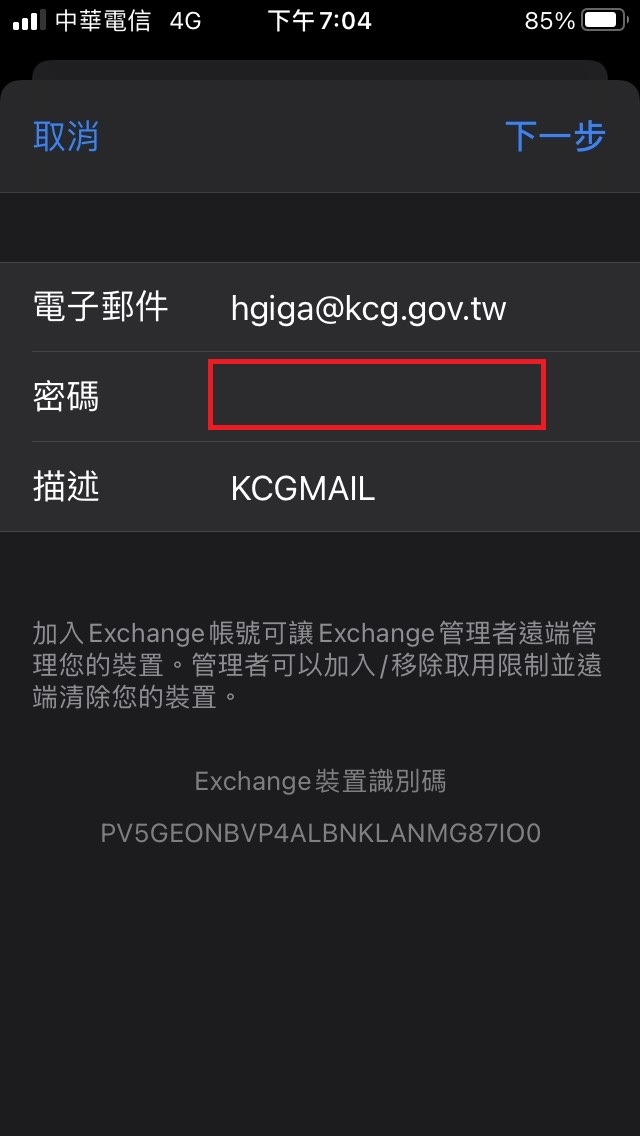 中華電信 4G 下午7:04 85%
取消 下一步
電子郵件 hgiga@kcg.gov.tw
密碼
描述 KCGMAIL
加入Exchange帳號可讓Exchange管理者遠端管
理您的裝置。管理者可以加入/移除取用限制並遠
端清除您的裝置。
Exchange裝置識別碼
PV5GEONBVP4ALBNKLANMG87IO0